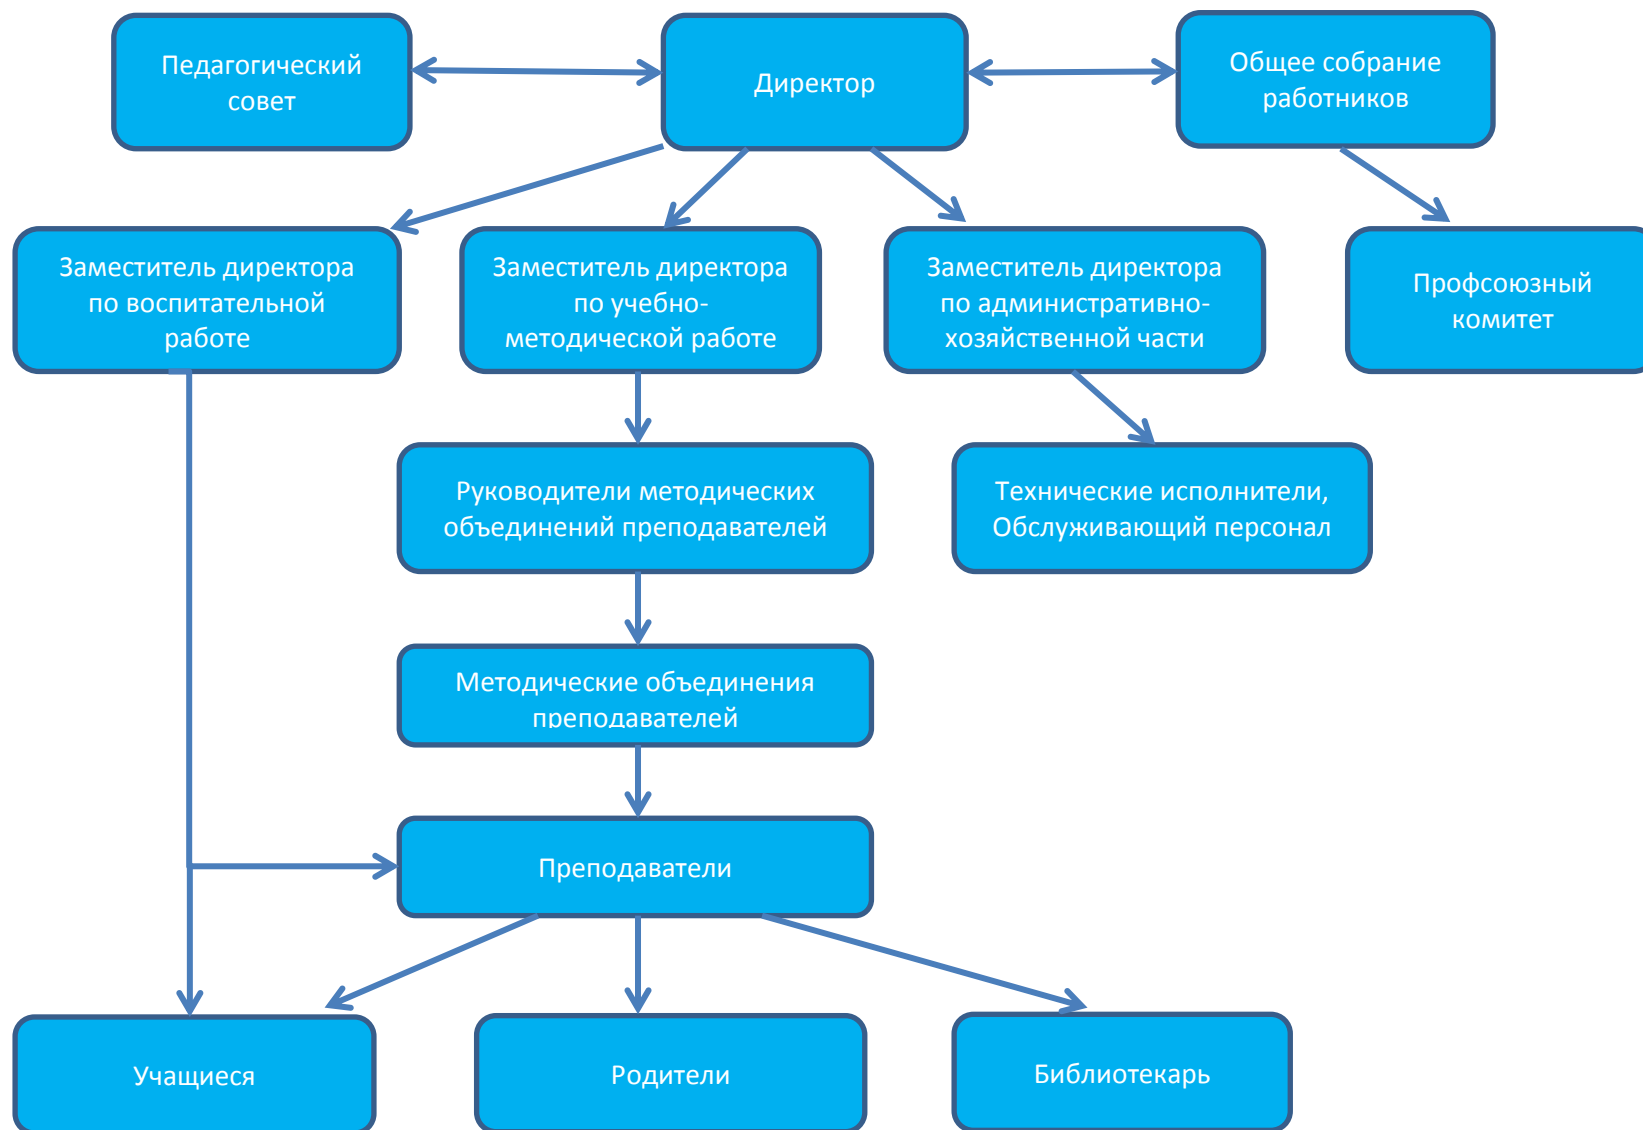 Педагогический
совет
Директор
Общее собрание
работников
Заместитель директора
по воспитательной
работе
Заместитель директора
по учебно-
методической работе
Заместитель директора
по административно-
хозяйственной части
Профсоюзный
комитет
Руководители методических
объединений преподавателей
Технические исполнители,
Обслуживающий персонал
Методические объединения
преподавателей
Преподаватели
Учащиеся
Родители
Библиотекарь